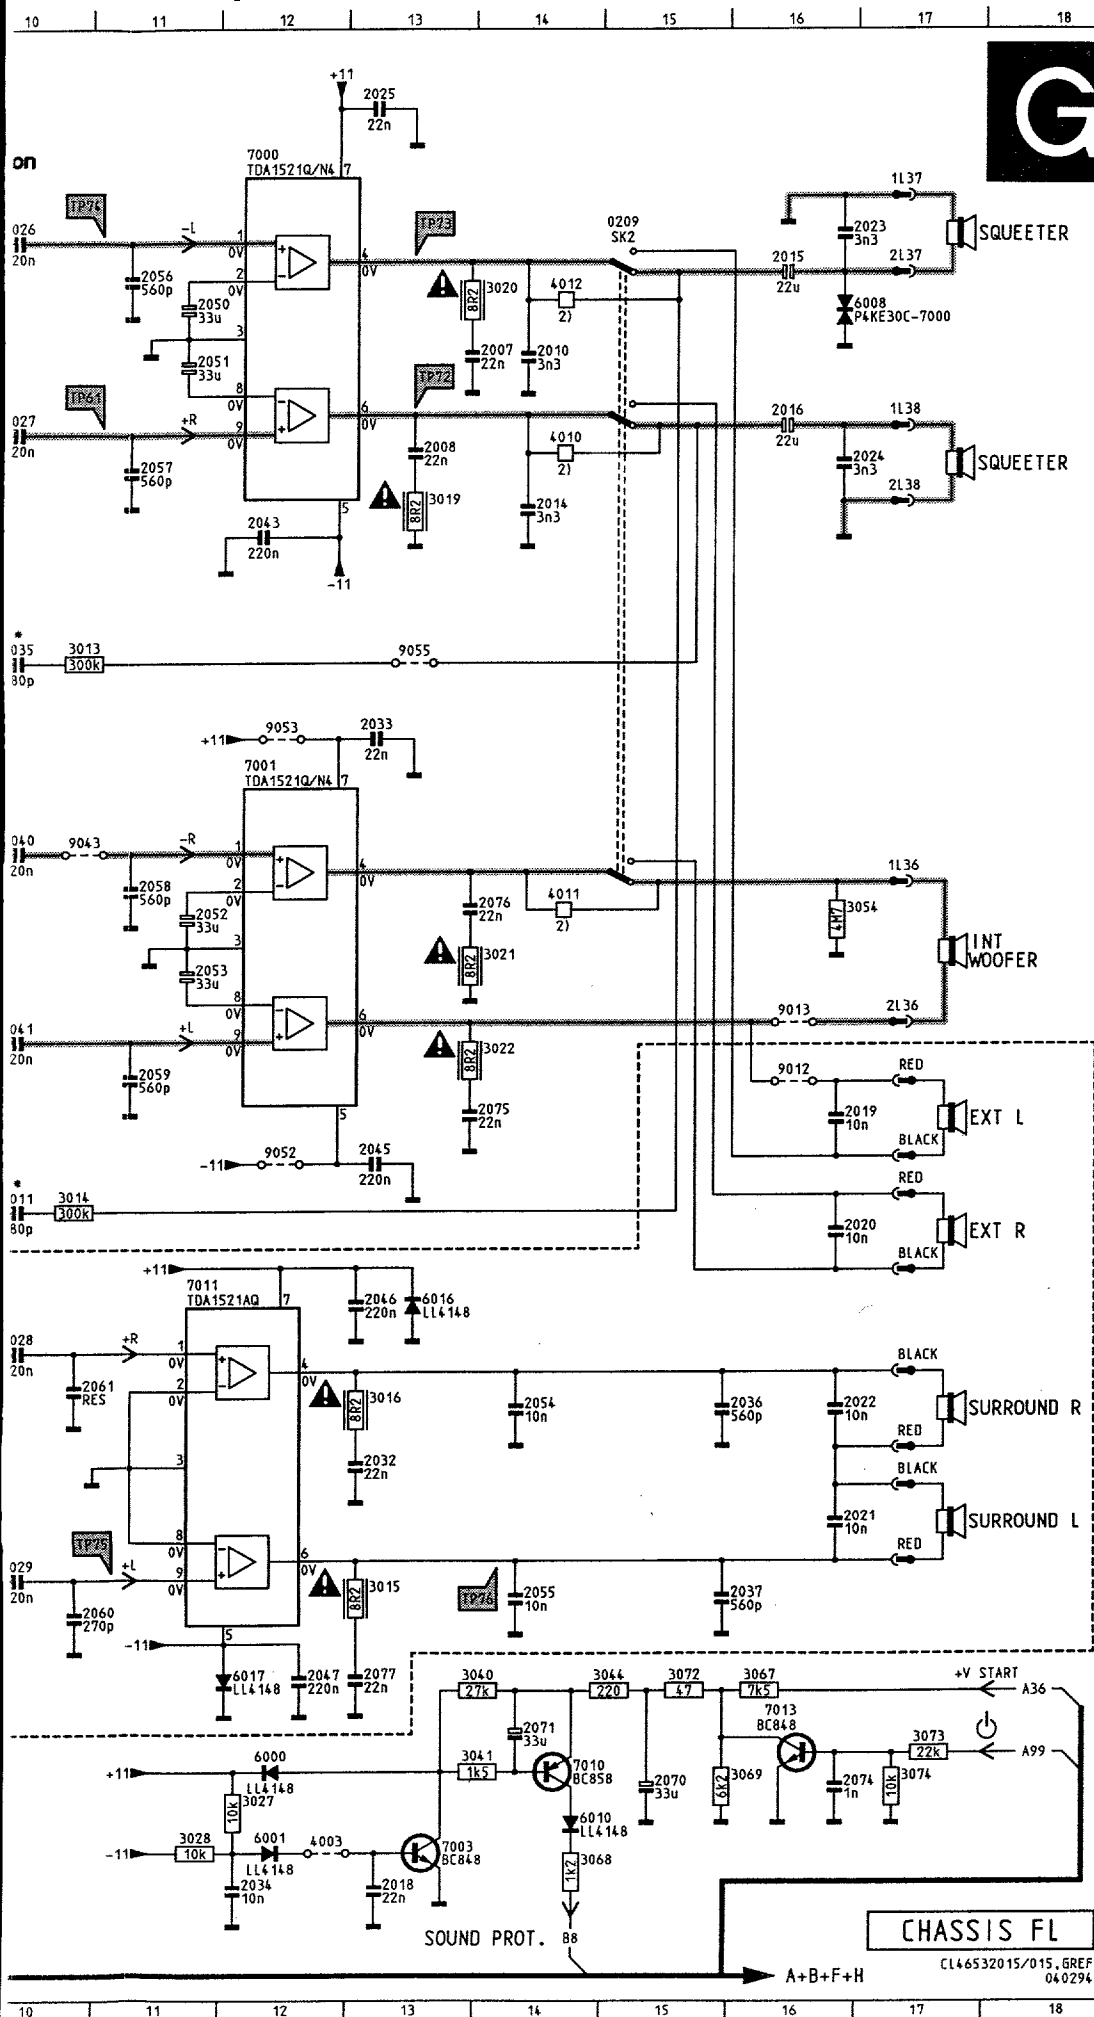 10 11 12 13 14 15 16 17 18
G
on
+11
2025
22n
7000
TDA1521Q/N4 7
TP74
026
20n
-L
1
0V
2
0V
2056
560p
2050
33u
3
2051
33u
8
0V
TP61
027
20n
+R
9
0V
2057
560p
4
0V
6
0V
5
2043
220n
-11
TP73
3020
8R2
2007
22n
2010
3n3
4012
2)
TP72
2008
22n
3019
8R2
4010
2)
2014
3n3
0209
SK2
2015
22u
2023
3n3
1L37
2L37
SQUEETER
6008
P4KE30C-7000
2016
22u
2024
3n3
1L38
2L38
SQUEETER
*
035
80p
3013
300k
9055
+11
9053
2033
22n
7001
TDA1521Q/N4 7
040
20n
9043
-R
1
0V
2
0V
2058
560p
2052
33u
3
2053
33u
8
0V
041
20n
+L
9
0V
2059
560p
4
0V
6
0V
5
2076
22n
3021
8R2
4011
2)
3022
8R2
2075
22n
3054
4M7
1L36
INT
WOOFER
9013
2L36
9012
RED
2019
10n
EXT L
BLACK
RED
2020
10n
EXT R
BLACK
-11
9052
2045
220n
*
011
80p
3014
300k
+11
7011
TDA1521AQ
7
2046
220n
6016
LL4148
028
20n
+R
1
0V
2
0V
2061
RES
3
8
0V
TP75
029
20n
+L
9
0V
2060
270p
4
0V
6
0V
5
3016
8R2
2032
22n
2054
10n
2036
560p
2022
10n
BLACK
RED
SURROUND R
BLACK
2021
10n
SURROUND L
RED
3015
8R2
TP76
2055
10n
2037
560p
-11
6017
LL4148
2047
220n
2077
22n
3040
27k
3044
220
3072
47
3067
7k5
+V START
A36
2071
33u
7013
BC848
3073
22k
A99
+11
6000
LL4148
3041
1k5
7010
BC858
2070
33u
3069
6k2
2074
1n
3074
10k
3027
10k
6010
LL4148
-11
3028
10k
6001
LL4148
4003
7003
BC848
3068
1k2
2034
10n
2018
22n
SOUND PROT.
B8
CHASSIS FL
CL46532015/015.GREF
040294
A+B+F+H
10 11 12 13 14 15 16 17 18